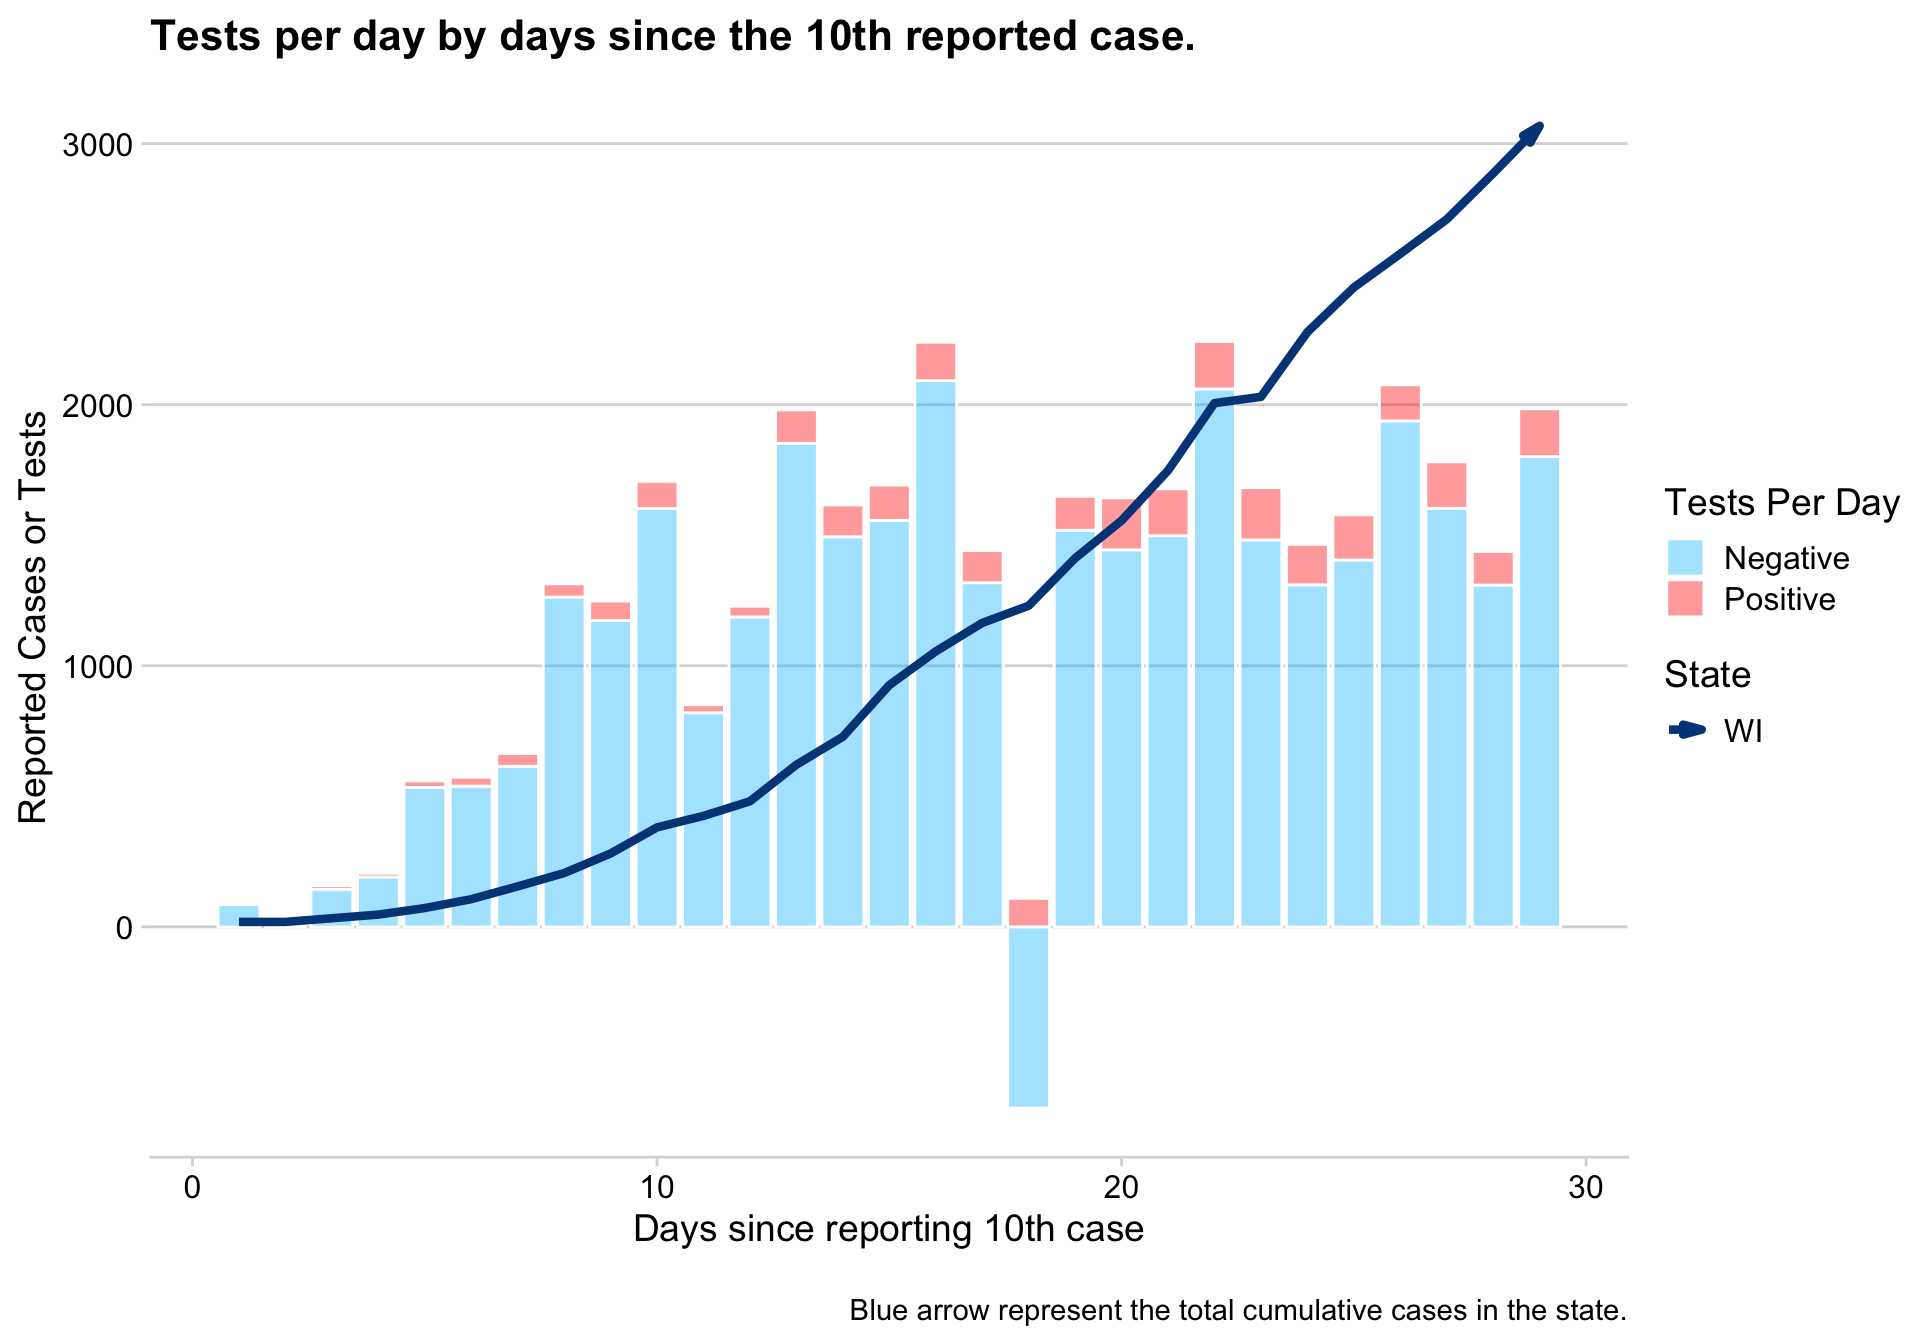 Tests per day by days since the 10th reported case.
3000
2000
1000
0
Reported Cases or Tests
0 10 20 30
Days since reporting 10th case
Tests Per Day
Negative
Positive
State
WI
Blue arrow represent the total cumulative cases in the state.